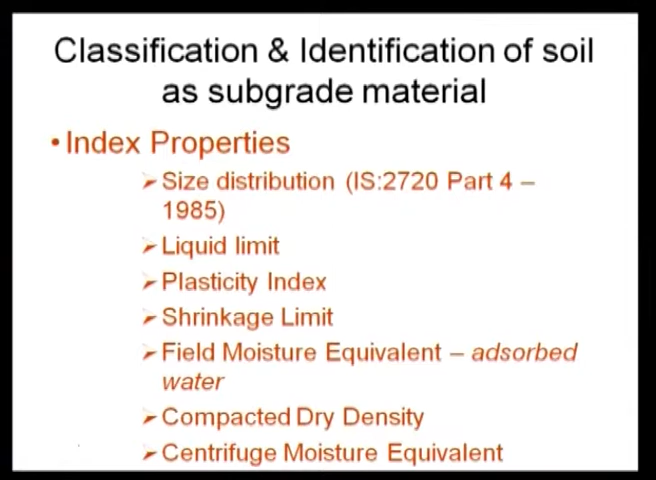 Classification & Identification of soil
as subgrade material
• Index Properties
➢ Size distribution (IS:2720 Part 4 –
1985)
➢ Liquid limit
➢ Plasticity Index
➢ Shrinkage Limit
➢ Field Moisture Equivalent – adsorbed
water
➢ Compacted Dry Density
➢ Centrifuge Moisture Equivalent